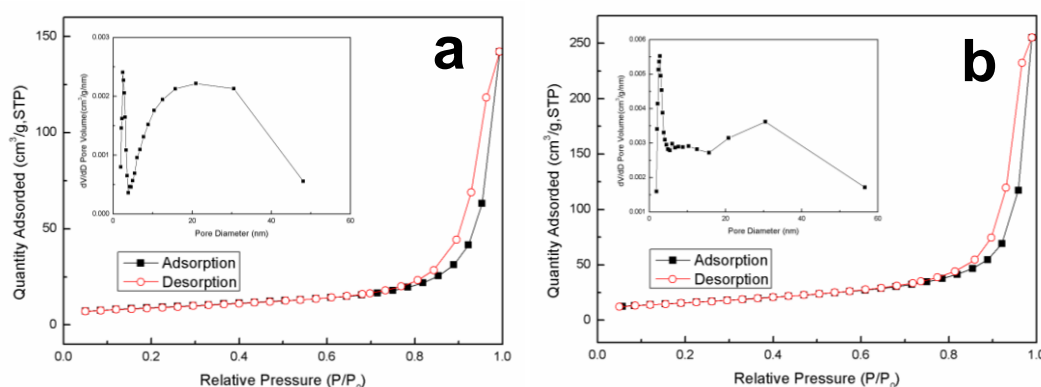 a
150
100
50
0
Quantity Adsorbed (cm³/g,STP)
0.0 0.2 0.4 0.6 0.8 1.0
Relative Pressure (P/P₀)
Adsorption
Desorption
0.003
0.002
0.001
0.000
dV/dD Pore Volume(cm³/g/nm)
0 20 40 60
Pore Diameter (nm)
b
250
200
150
100
50
0
Quantity Adsorbed (cm³/g,STP)
0.0 0.2 0.4 0.6 0.8 1.0
Relative Pressure (P/P₀)
Adsorption
Desorption
0.006
0.005
0.004
0.003
0.002
0.001
dV/dD Pore Volume(cm³/g/nm)
0 20 40 60
Pore Diameter (nm)